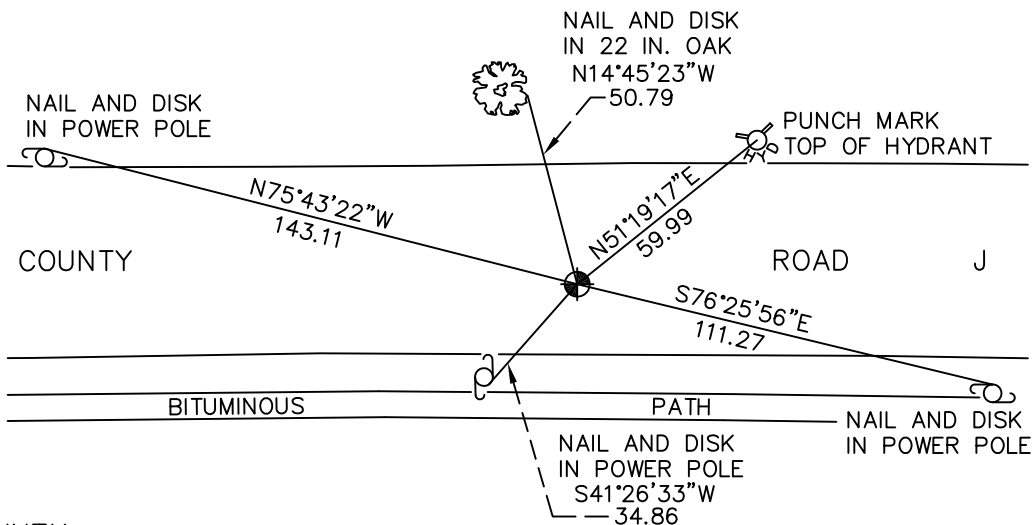 NAIL AND DISK
IN 22 IN. OAK
N14°45'23"W
50.79
NAIL AND DISK
IN POWER POLE
PUNCH MARK
TOP OF HYDRANT
N75°43'22"W
143.11
N51°19'17"E
59.99
COUNTY ROAD J
S76°25'56"E
111.27
BITUMINOUS PATH
NAIL AND DISK
IN POWER POLE
NAIL AND DISK
IN POWER POLE
S41°26'33"W
34.86